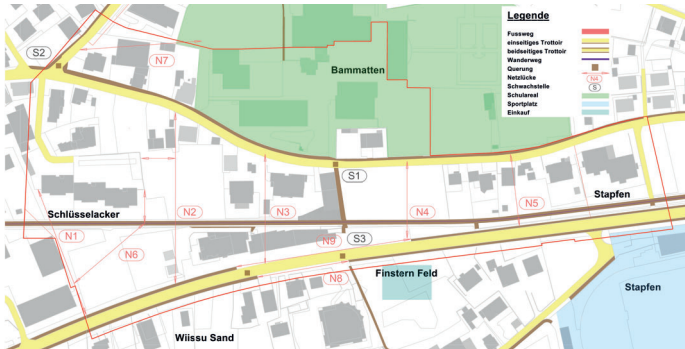 S2
N7
Bammatten
Legende
Fussweg
einseitiges Trottoir
beidseitiges Trottoir
Wanderweg
Querung
Netzlücke N4
Schwachstelle S
Schulareal
Sportplatz
Einkauf
S1
Schlüsselacker
N1
N2
N3
N4
N5
Stapfen
N6
N9
S3
N8
Finstern Feld
Stapfen
Wiissu Sand